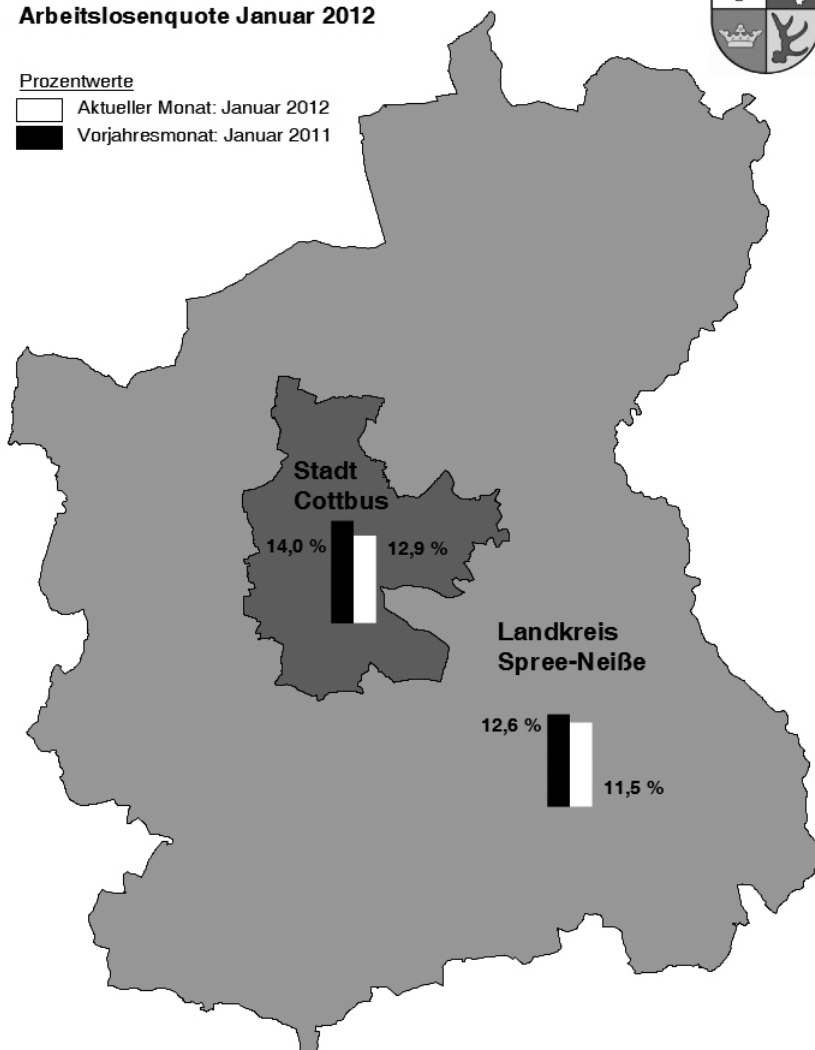 Arbeitslosenquote Januar 2012
Prozentwerte
Aktueller Monat: Januar 2012
Vorjahresmonat: Januar 2011
Stadt
Cottbus
14,0 %
12,9 %
Landkreis
Spree-Neiße
12,6 %
11,5 %